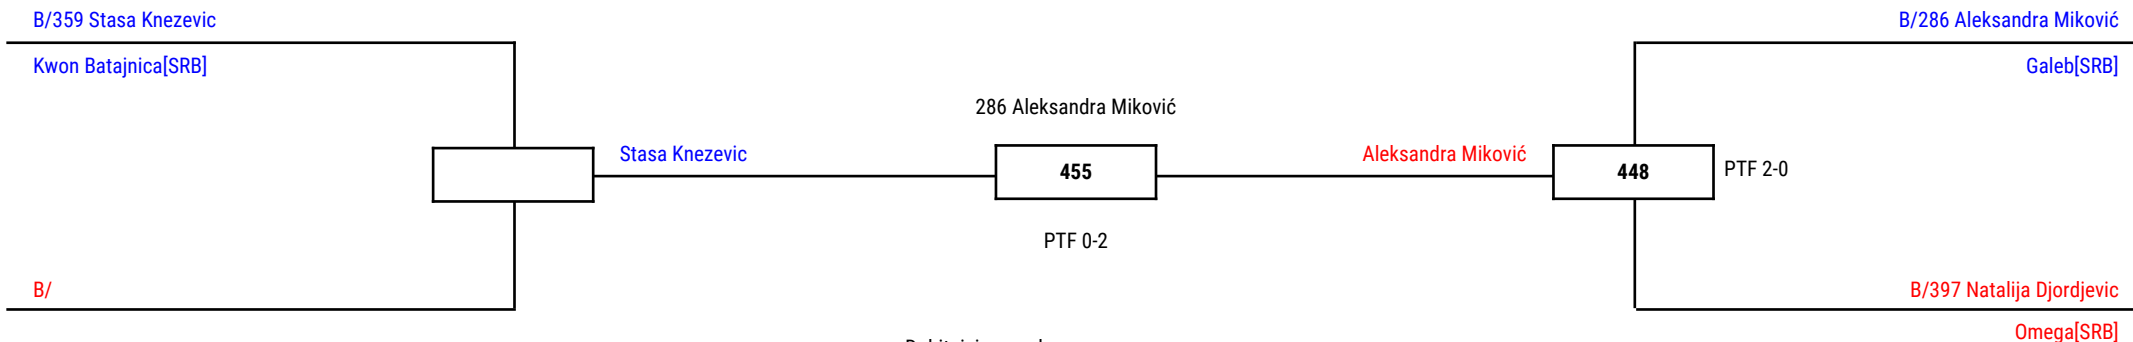 B/359 Stasa Knezevic
Kwon Batajnica[SRB]
B/
Stasa Knezevic
286 Aleksandra Miković
455
PTF 0-2
Aleksandra Miković
448
PTF 2-0
B/286 Aleksandra Miković
Galeb[SRB]
B/397 Natalija Djordjevic
Omega[SRB]